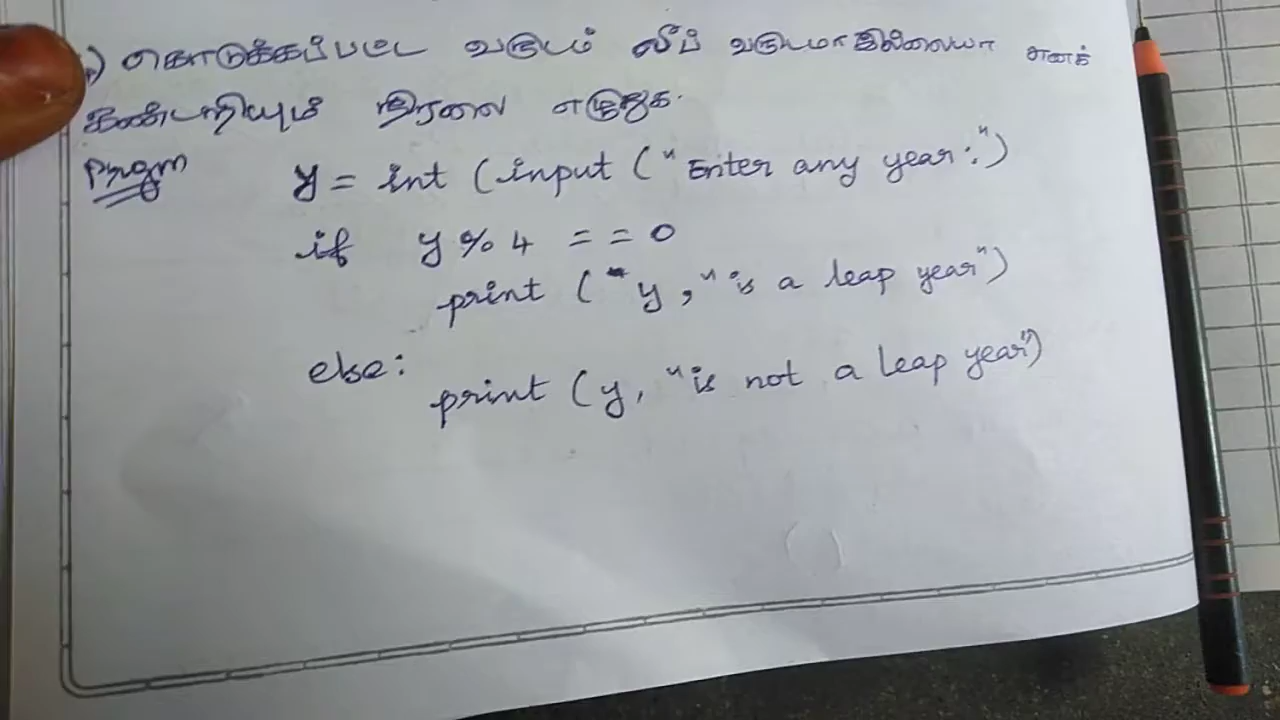 ) கொடுக்கப்பட்ட வருடம் லீப் வருடமா இல்லையா எனக்
கண்டறியும் நிரலை எழுதுக.
Prgm y = int (input ("Enter any year:")
if y % 4 = = 0
print ( y, "is a leap year")
else:
print (y, "is not a leap year")